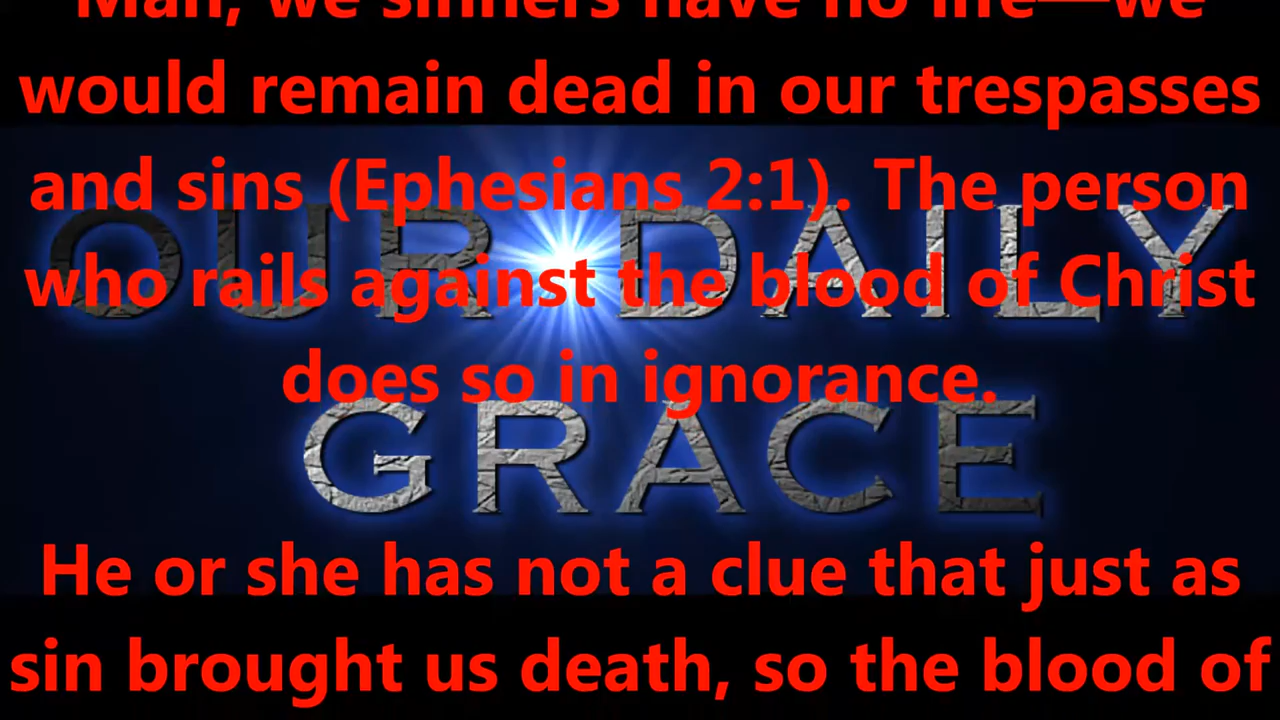 Man, we sinners have no life—we
would remain dead in our trespasses
and sins (Ephesians 2:1). The person
who rails against the blood of Christ
does so in ignorance.
OUR DAILY
GRACE
He or she has not a clue that just as
sin brought us death, so the blood of